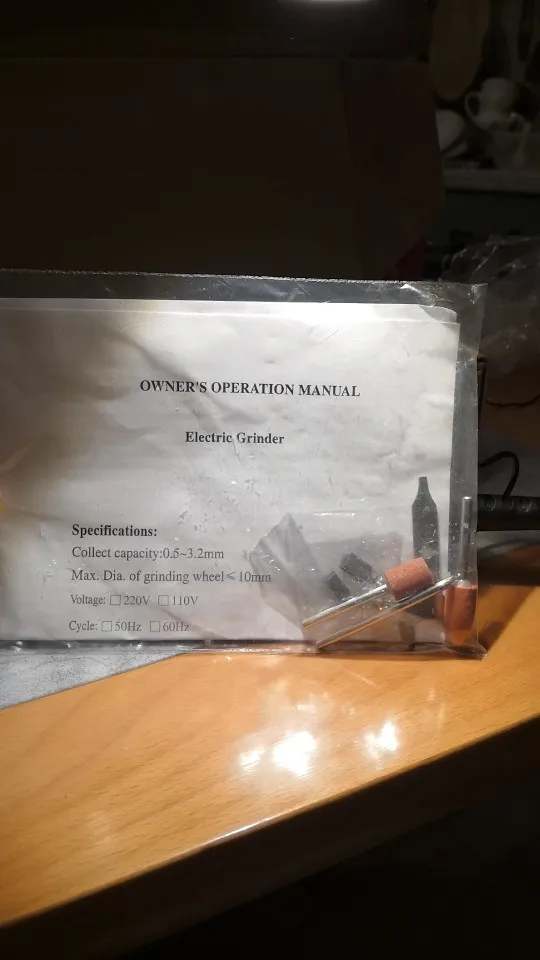 OWNER'S OPERATION MANUAL
Electric Grinder
Specifications:
Collect capacity:0.5~3.2mm
Max. Dia. of grinding wheel≤10mm
Voltage: □220V □110V
Cycle: □50Hz □60Hz